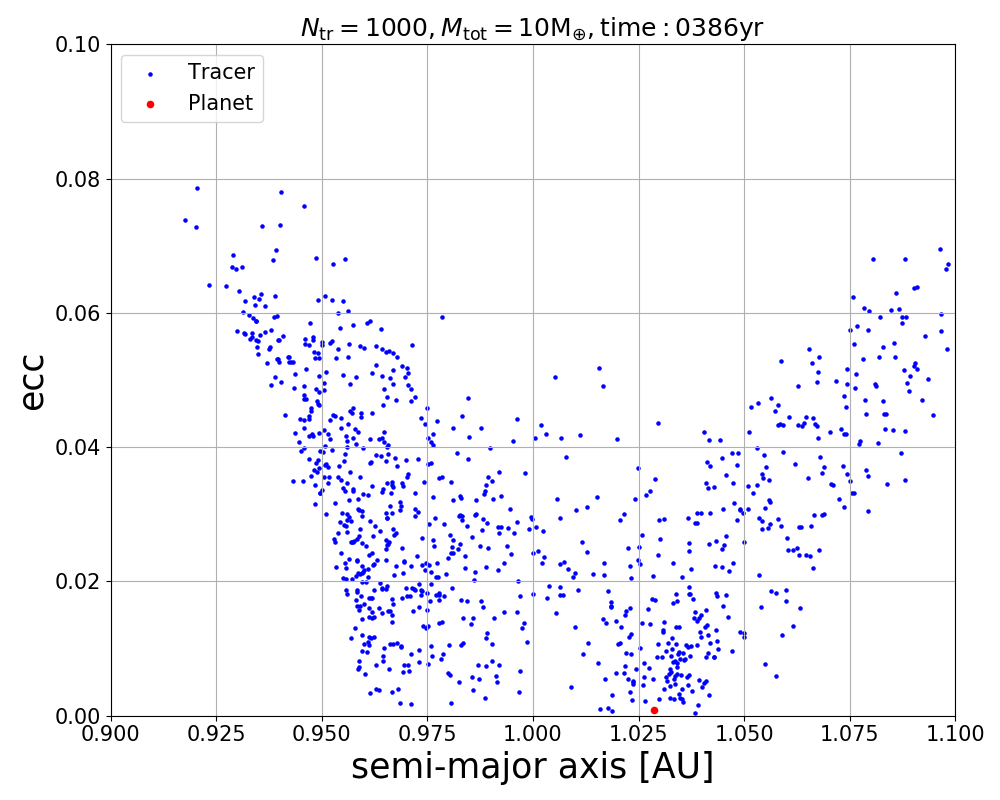 N_tr = 1000, M_tot = 10M_⊕, time : 0386yr
0.10
0.08
0.06
0.04
0.02
0.00
ecc
Tracer
Planet
0.900 0.925 0.950 0.975 1.000 1.025 1.050 1.075 1.100
semi-major axis [AU]